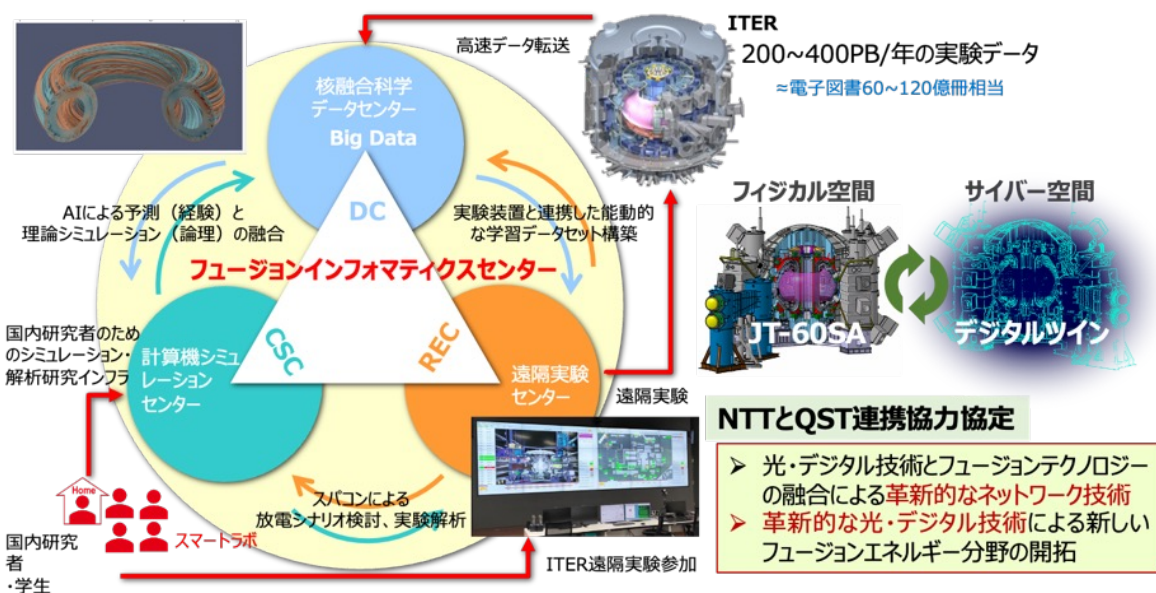 高速データ転送
ITER
200~400PB/年の実験データ
≈電子図書60~120億冊相当
核融合科学
データセンター
Big Data
DC
AIによる予測（経験）と
理論シミュレーション（論理）の融合
実験装置と連携した能動的
な学習データセット構築
フュージョンインフォマティクスセンター
フィジカル空間
サイバー空間
JT-60SA
デジタルツイン
国内研究者のため
のシミュレーション・
解析研究インフラ
計算機シミュ
レーション
センター
CSC
REC
遠隔実験
センター
遠隔実験
NTTとQST連携協力協定
➢ 光・デジタル技術とフュージョンテクノロジー
の融合による革新的なネットワーク技術
➢ 革新的な光・デジタル技術による新しい
フュージョンエネルギー分野の開拓
スパコンによる
放電シナリオ検討、実験解析
Home
スマートラボ
国内研究
者
・学生
ITER遠隔実験参加